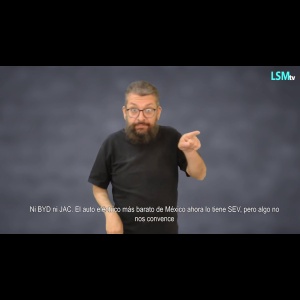 LSMtv
Ni BYD ni JAC. El auto eléctrico más barato de México ahora lo tiene SEV, pero algo no
nos convence